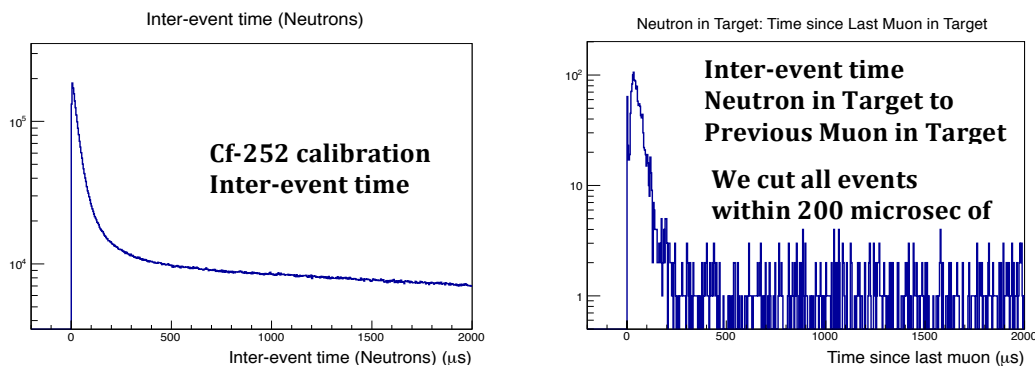 Inter-event time (Neutrons)
10⁵
10⁴
Cf-252 calibration
Inter-event time
0
500
1000
1500
2000
Inter-event time (Neutrons) (μs)
Neutron in Target: Time since Last Muon in Target
10²
10
1
Inter-event time
Neutron in Target to
Previous Muon in Target
We cut all events
within 200 microsec of
0
500
1000
1500
2000
Time since last muon (μs)